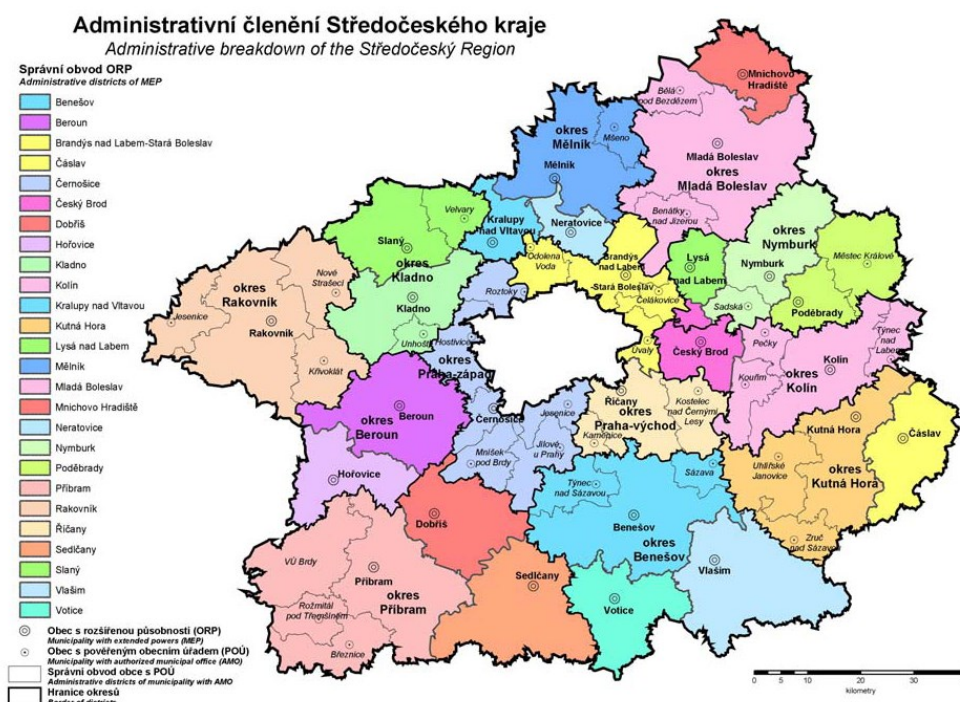 Administrativní členění Středočeského kraje
Administrative breakdown of the Středočeský Region
Správní obvod ORP
Administrative districts of MEP
Benešov
Beroun
Brandýs nad Labem-Stará Boleslav
Čáslav
Černošice
Český Brod
Dobříš
Hořovice
Kladno
Kolín
Kralupy nad Vltavou
Kutná Hora
Lysá nad Labem
Mělník
Mladá Boleslav
Mnichovo Hradiště
Neratovice
Nymburk
Poděbrady
Příbram
Rakovník
Říčany
Sedlčany
Slaný
Vlašim
Votice
Obec s rozšířenou působností (ORP)
Municipality with extended powers (MEP)
Obec s pověřeným obecním úřadem (POÚ)
Municipality with authorized municipal office (AMO)
Správní obvod obce s POÚ
Administrative districts of municipality with AMO
Hranice okresů
Border of districts
Mnichovo
Hradiště
Bělá
pod Bezdězem
okres
Mělník
Mšeno
Mělník
Mladá Boleslav
okres
Mladá Boleslav
Benátky
nad Jizerou
Velvary
Slaný
okres
Kladno
Kladno
Unhošť
Kralupy
nad Vltavou
Neratovice
Odolena
Voda
Brandýs
nad Labem
-Stará Boleslav
Čelákovice
Úvaly
Lysá
nad Labem
okres
Nymburk
Nymburk
Sadská
Městec Králové
Poděbrady
Nové
Strašecí
okres
Rakovník
Jesenice
Rakovník
Křivoklát
Roztoky
Hostivice
okres
Praha-západ
Černošice
Jesenice
Mníšek
pod Brdy
Jílové
u Prahy
Český Brod
Pečky
Kouřim
Kolín
okres
Kolín
Týnec
nad Labem
okres
Beroun
Beroun
Hořovice
Říčany
okres
Praha-východ
Kostelec
nad Černými
Lesy
Kamenice
Kutná Hora
Čáslav
Uhlířské
Janovice
okres
Kutná Hora
Zruč
nad Sázavou
Dobříš
Týnec
nad Sázavou
Sázava
Benešov
okres
Benešov
Vlašim
Votice
Sedlčany
VÚ Brdy
Příbram
okres
Příbram
Rožmitál
pod Třemšínem
Březnice
0 5 10 20 30
kilometry